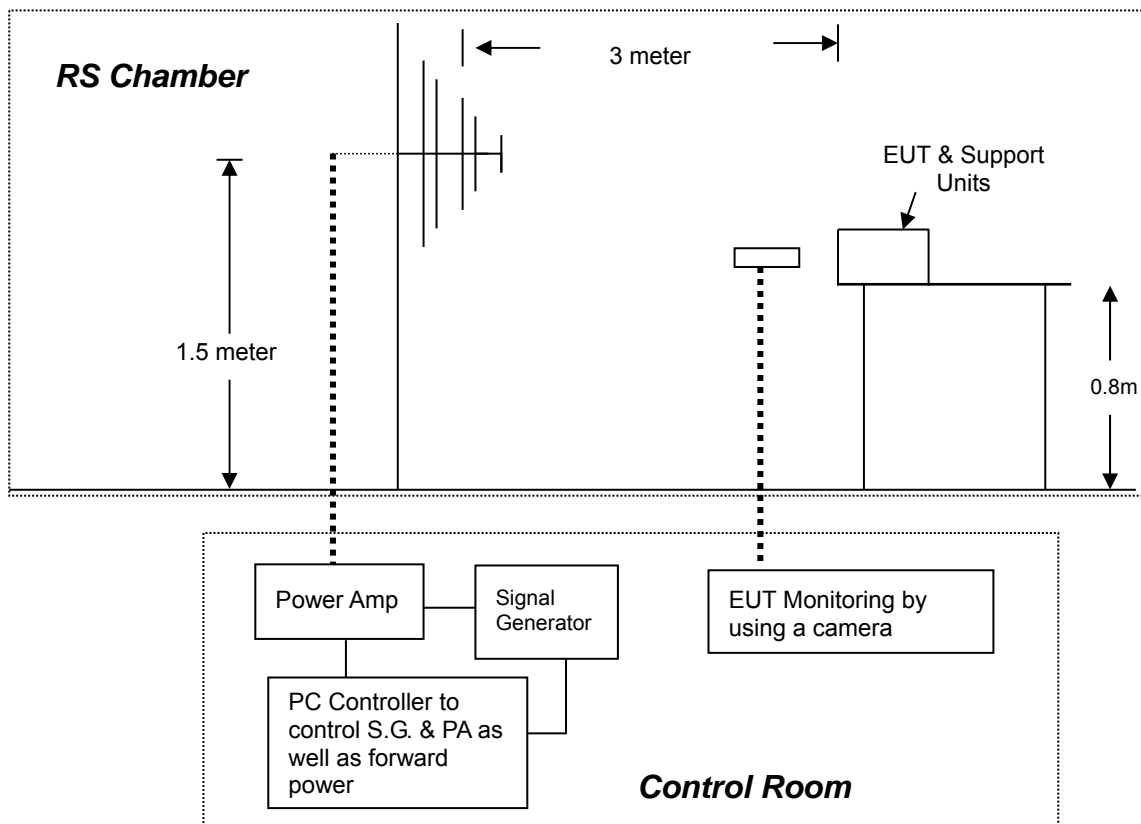 3 meter
RS Chamber
EUT & Support
Units
1.5 meter
0.8m
Power Amp
Signal
Generator
EUT Monitoring by
using a camera
PC Controller to
control S.G. & PA as
well as forward
power
Control Room